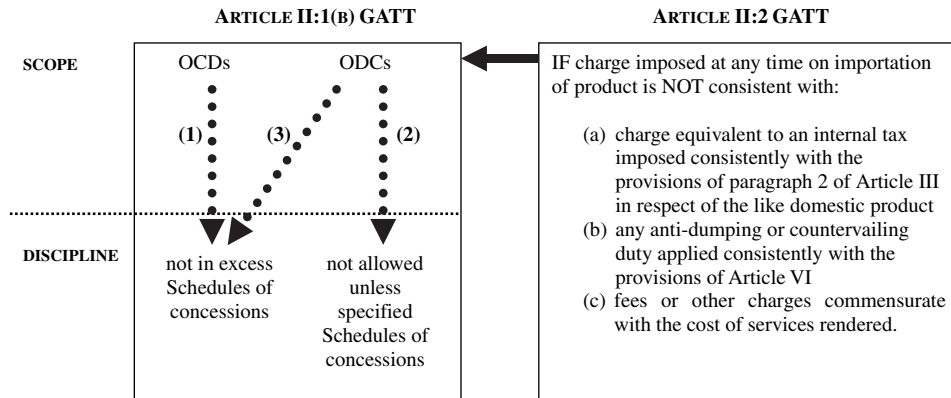 ARTICLE II:1(B) GATT
ARTICLE II:2 GATT
SCOPE
OCDs
ODCs
(1)
(3)
(2)
DISCIPLINE
not in excess
Schedules of
concessions
not allowed
unless
specified
Schedules of
concessions
IF charge imposed at any time on importation
of product is NOT consistent with:
(a) charge equivalent to an internal tax
imposed consistently with the
provisions of paragraph 2 of Article III
in respect of the like domestic product
(b) any anti-dumping or countervailing
duty applied consistently with the
provisions of Article VI
(c) fees or other charges commensurate
with the cost of services rendered.